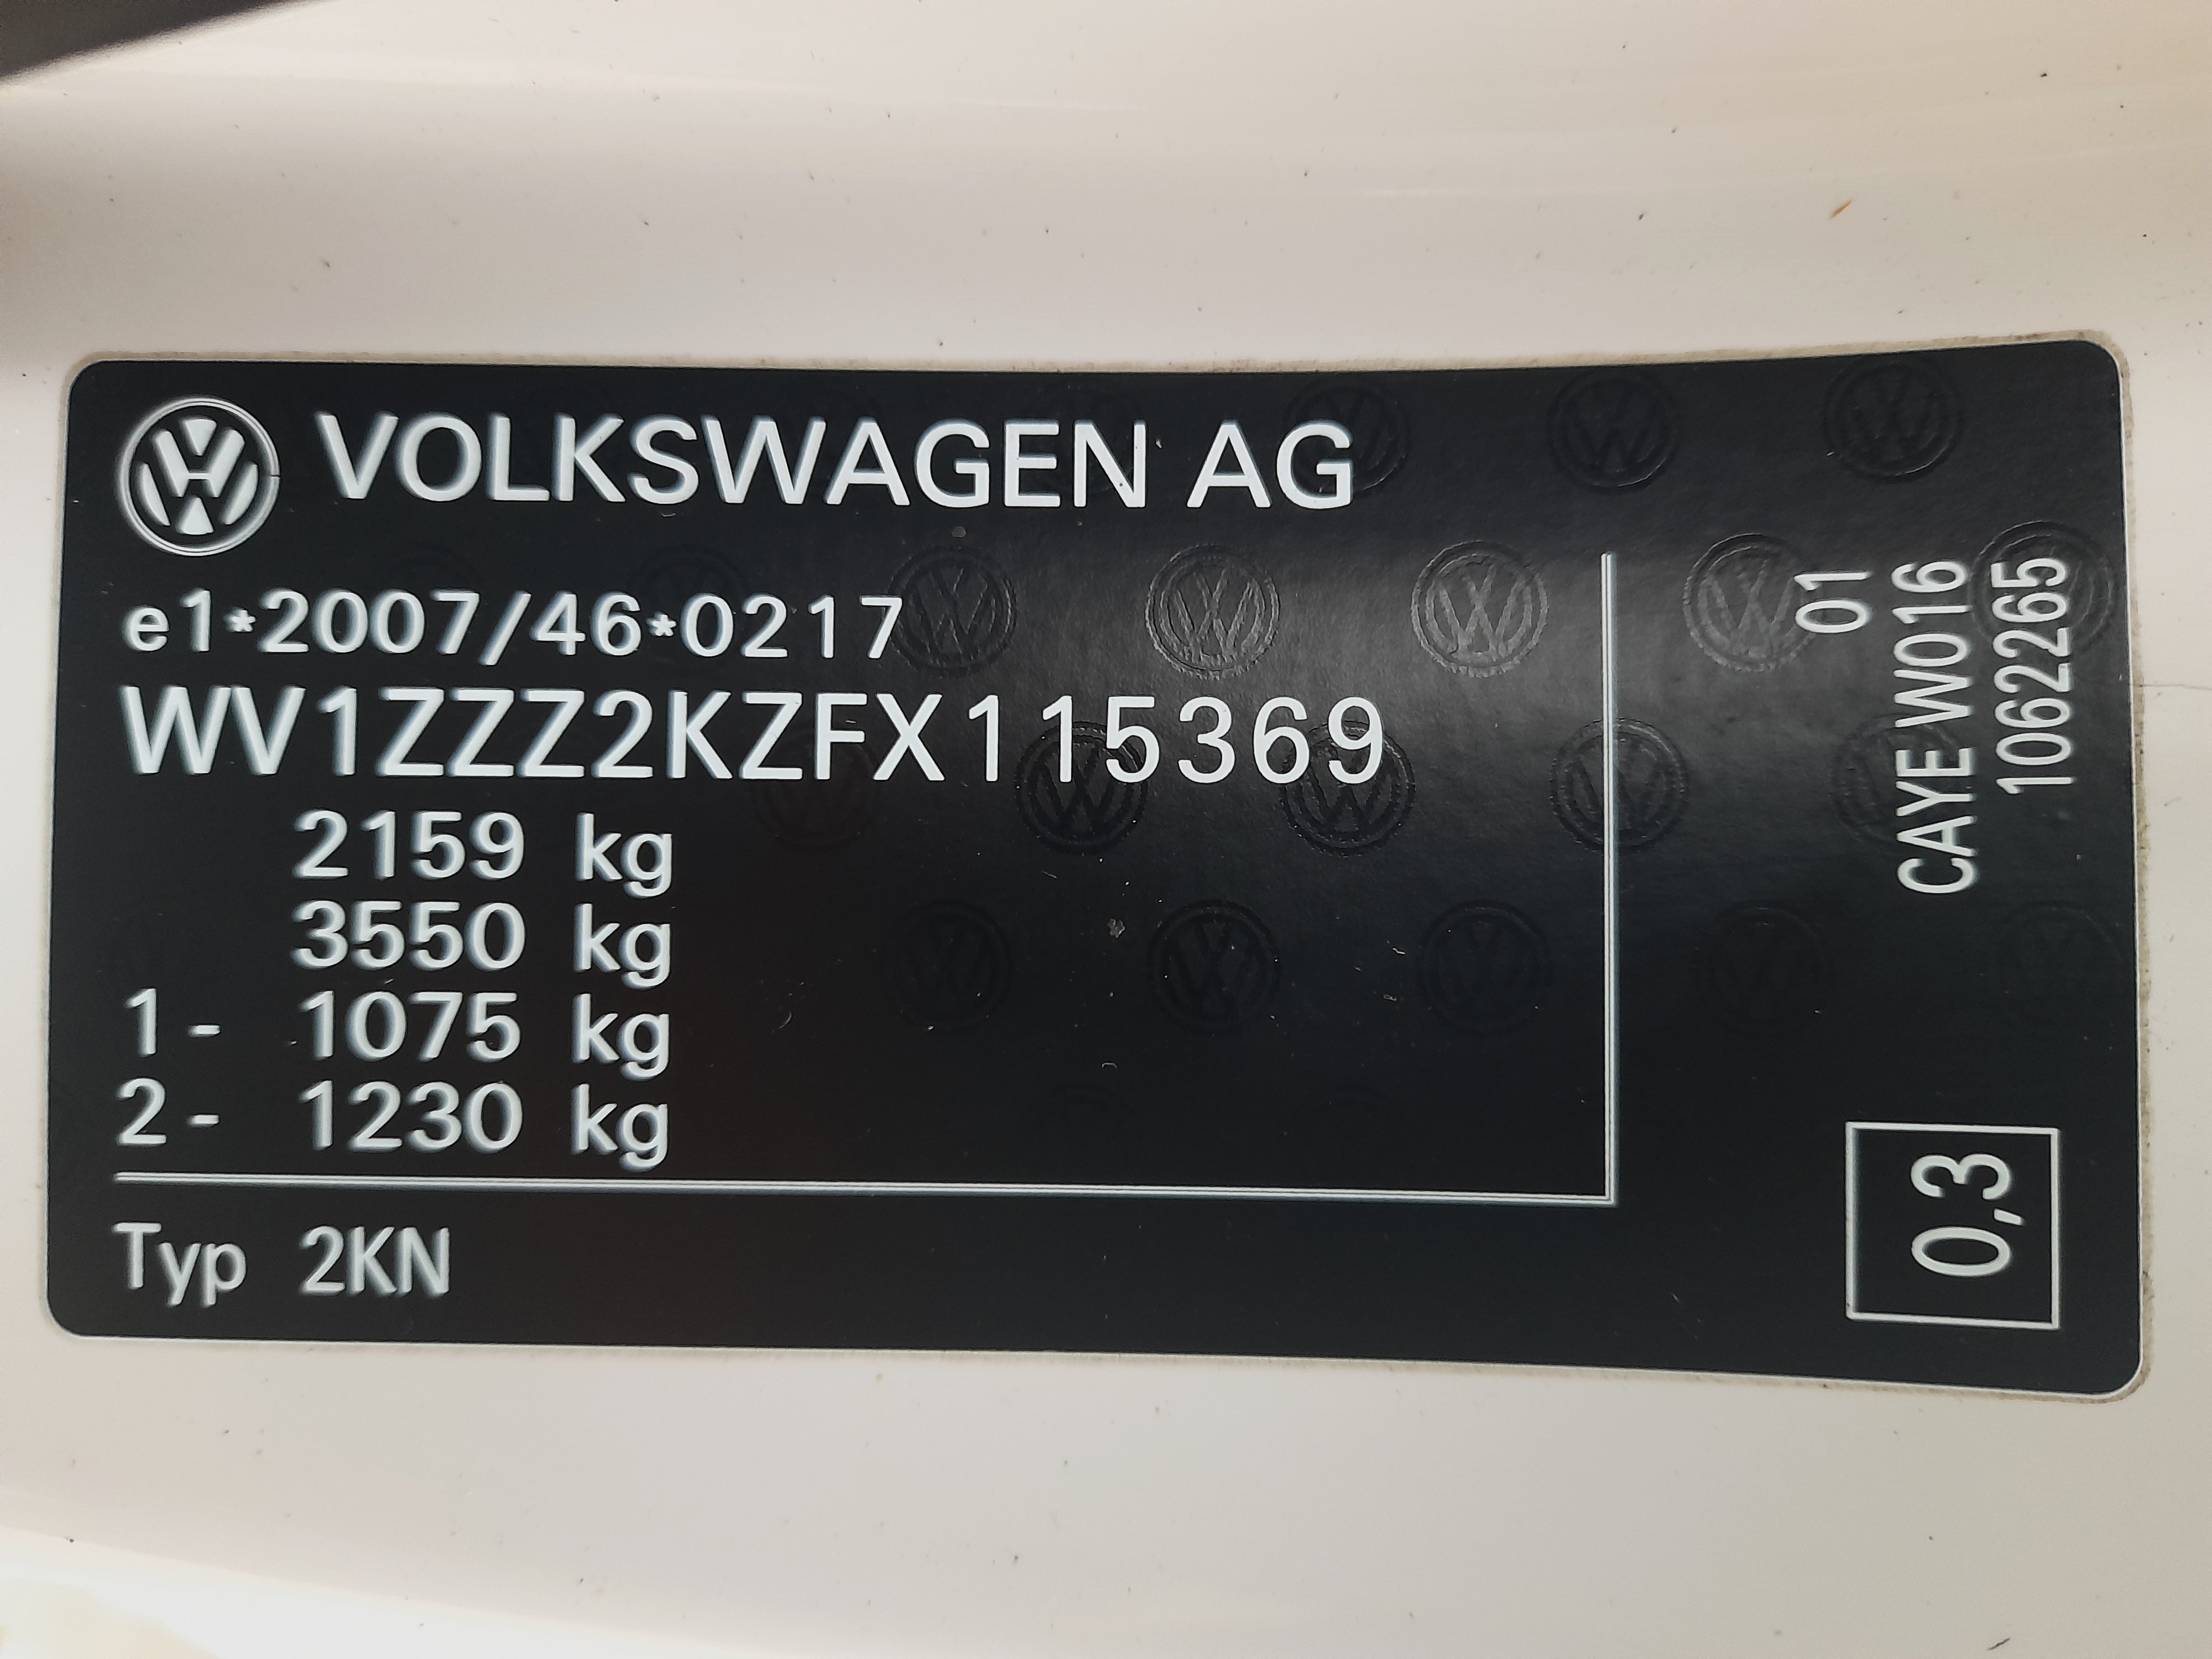 VOLKSWAGEN AG
e1*2007/46*0217
WV1ZZZ2KZFX115369
2159 kg
3550 kg
1- 1075 kg
2- 1230 kg
Typ 2KN
01
CAYE W016
1062265
0,3